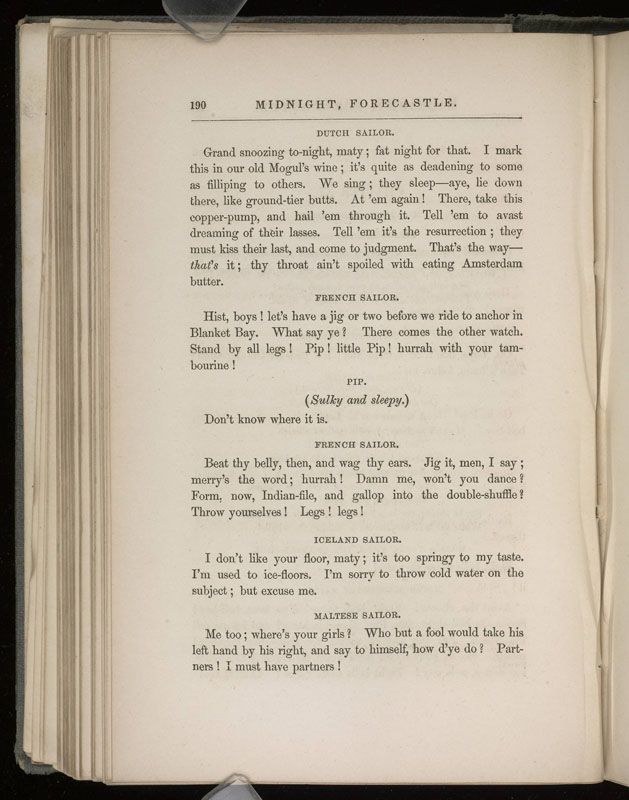 190 MIDNIGHT, FORECASTLE.
DUTCH SAILOR.
Grand snoozing to-night, maty; fat night for that. I mark
this in our old Mogul's wine; it's quite as deadening to some
as filliping to others. We sing; they sleep—aye, lie down
there, like ground-tier butts. At 'em again! There, take this
copper-pump, and hail 'em through it. Tell 'em to avast
dreaming of their lasses. Tell 'em it's the resurrection; they
must kiss their last, and come to judgment. That's the way—
that's it; thy throat ain't spoiled with eating Amsterdam
butter.
FRENCH SAILOR.
Hist, boys! let's have a jig or two before we ride to anchor in
Blanket Bay. What say ye? There comes the other watch.
Stand by all legs! Pip! little Pip! hurrah with your tam-
bourine!
PIP.
(Sulky and sleepy.)
Don't know where it is.
FRENCH SAILOR.
Beat thy belly, then, and wag thy ears. Jig it, men, I say;
merry's the word; hurrah! Damn me, won't you dance?
Form, now, Indian-file, and gallop into the double-shuffle?
Throw yourselves! Legs! legs!
ICELAND SAILOR.
I don't like your floor, maty; it's too springy to my taste.
I'm used to ice-floors. I'm sorry to throw cold water on the
subject; but excuse me.
MALTESE SAILOR.
Me too; where's your girls? Who but a fool would take his
left hand by his right, and say to himself, how d'ye do? Part-
ners! I must have partners!